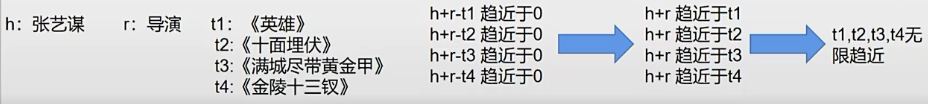 h：张艺谋 r：导演 t1：《英雄》
t2:《十面埋伏》
t3:《满城尽带黄金甲》
t4:《金陵十三钗》
h+r-t1 趋近于0
h+r-t2 趋近于0
h+r-t3 趋近于0
h+r-t4 趋近于0
h+r 趋近于t1
h+r 趋近于t2
h+r 趋近于t3
h+r 趋近于t4
t1,t2,t3,t4无
限趋近